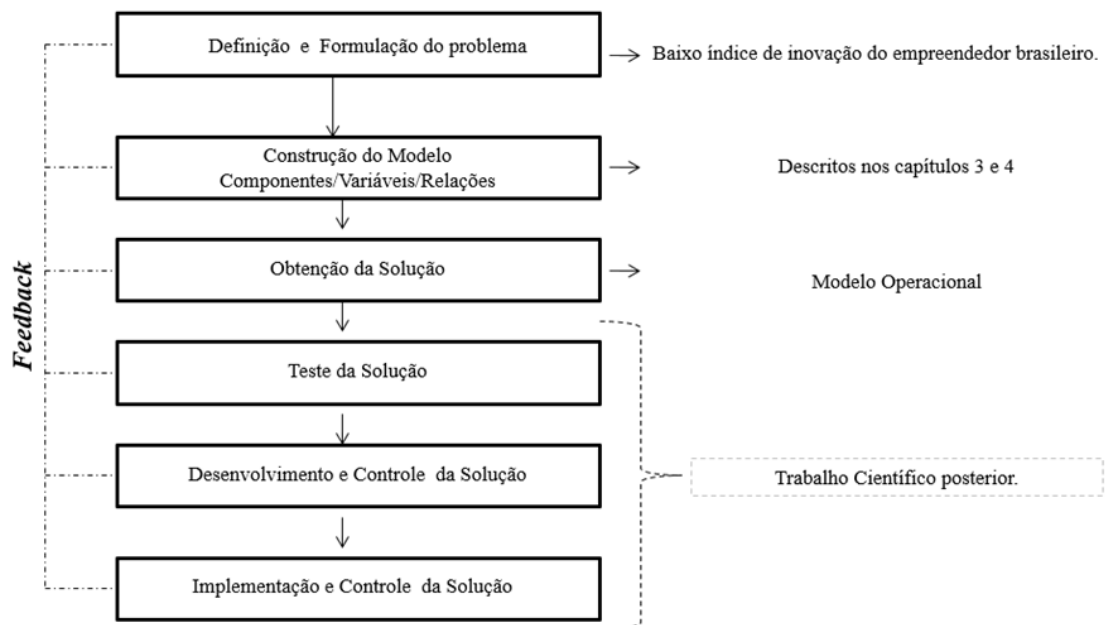 Definição e Formulação do problema
Baixo índice de inovação do empreendedor brasileiro.
Construção do Modelo
Componentes/Variáveis/Relações
Descritos nos capítulos 3 e 4
Obtenção da Solução
Modelo Operacional
Feedback
Teste da Solução
Desenvolvimento e Controle da Solução
Trabalho Científico posterior.
Implementação e Controle da Solução